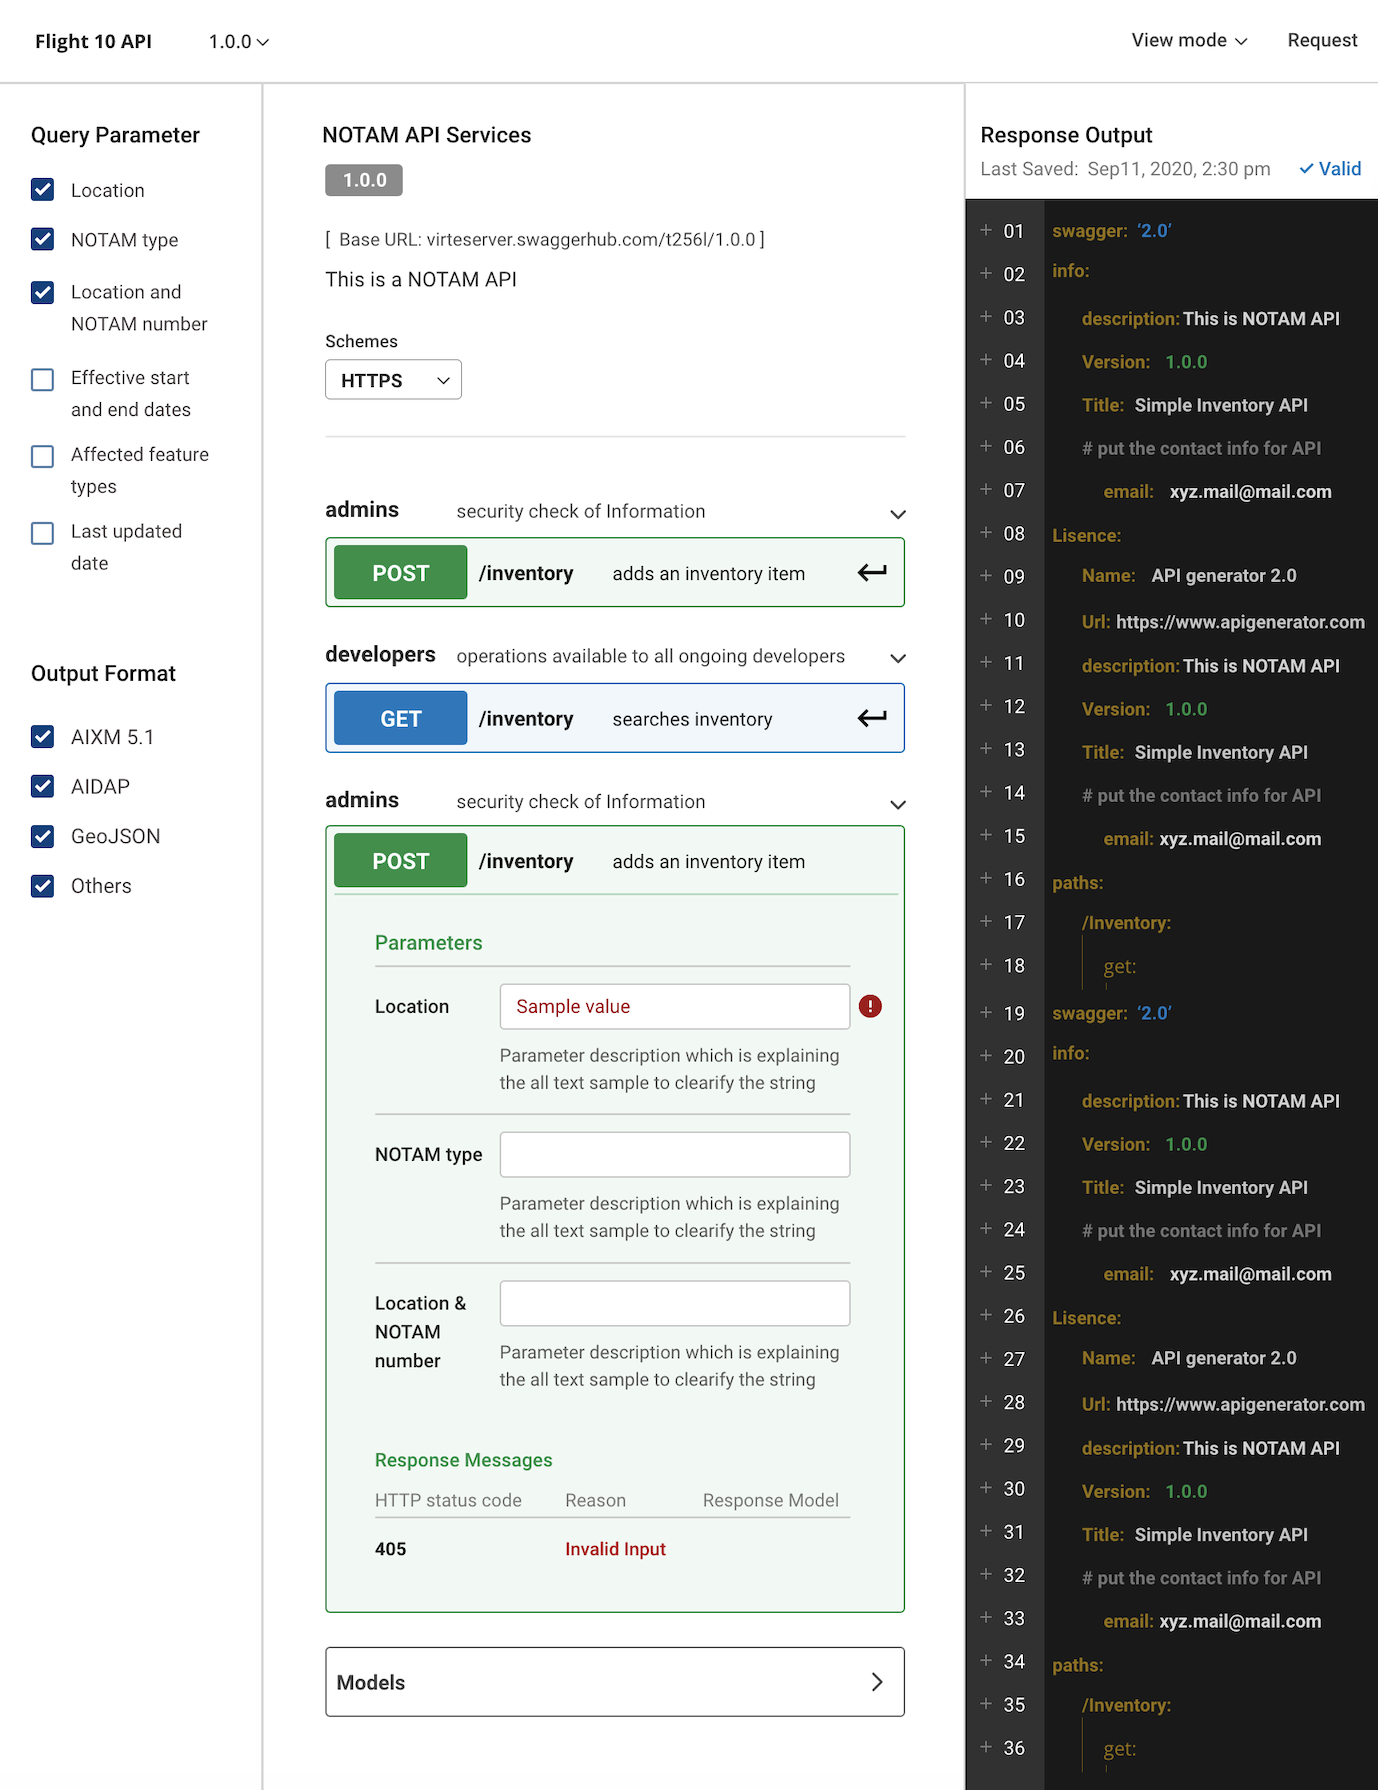 Flight 10 API 1.0.0 View mode Request
Query Parameter
Location
NOTAM type
Location and
NOTAM number
Effective start
and end dates
Affected feature
types
Last updated
date
Output Format
AIXM 5.1
AIDAP
GeoJSON
Others
NOTAM API Services
1.0.0
[ Base URL: virteserver.swaggerhub.com/t256l/1.0.0 ]
This is a NOTAM API
Schemes
HTTPS
admins security check of Information
POST /inventory adds an inventory item
developers operations available to all ongoing developers
GET /inventory searches inventory
admins security check of Information
POST /inventory adds an inventory item
Parameters
Location Sample value
Parameter description which is explaining
the all text sample to clearify the string
NOTAM type
Parameter description which is explaining
the all text sample to clearify the string
Location &
NOTAM
number
Parameter description which is explaining
the all text sample to clearify the string
Response Messages
HTTP status code Reason Response Model
405 Invalid Input
Models
Response Output
Last Saved: Sep11, 2020, 2:30 pm Valid
+ 01 swagger: ‘2.0’
+ 02 info:
+ 03 description: This is NOTAM API
+ 04 Version: 1.0.0
+ 05 Title: Simple Inventory API
+ 06 # put the contact info for API
+ 07 email: xyz.mail@mail.com
+ 08 Lisence:
+ 09 Name: API generator 2.0
+ 10 Url: https://www.apigenerator.com
+ 11 description: This is NOTAM API
+ 12 Version: 1.0.0
+ 13 Title: Simple Inventory API
+ 14 # put the contact info for API
+ 15 email: xyz.mail@mail.com
+ 16 paths:
+ 17 /Inventory:
+ 18 get:
+ 19 swagger: ‘2.0’
+ 20 info:
+ 21 description: This is NOTAM API
+ 22 Version: 1.0.0
+ 23 Title: Simple Inventory API
+ 24 # put the contact info for API
+ 25 email: xyz.mail@mail.com
+ 26 Lisence:
+ 27 Name: API generator 2.0
+ 28 Url: https://www.apigenerator.com
+ 29 description: This is NOTAM API
+ 30 Version: 1.0.0
+ 31 Title: Simple Inventory API
+ 32 # put the contact info for API
+ 33 email: xyz.mail@mail.com
+ 34 paths:
+ 35 /Inventory:
+ 36 get: